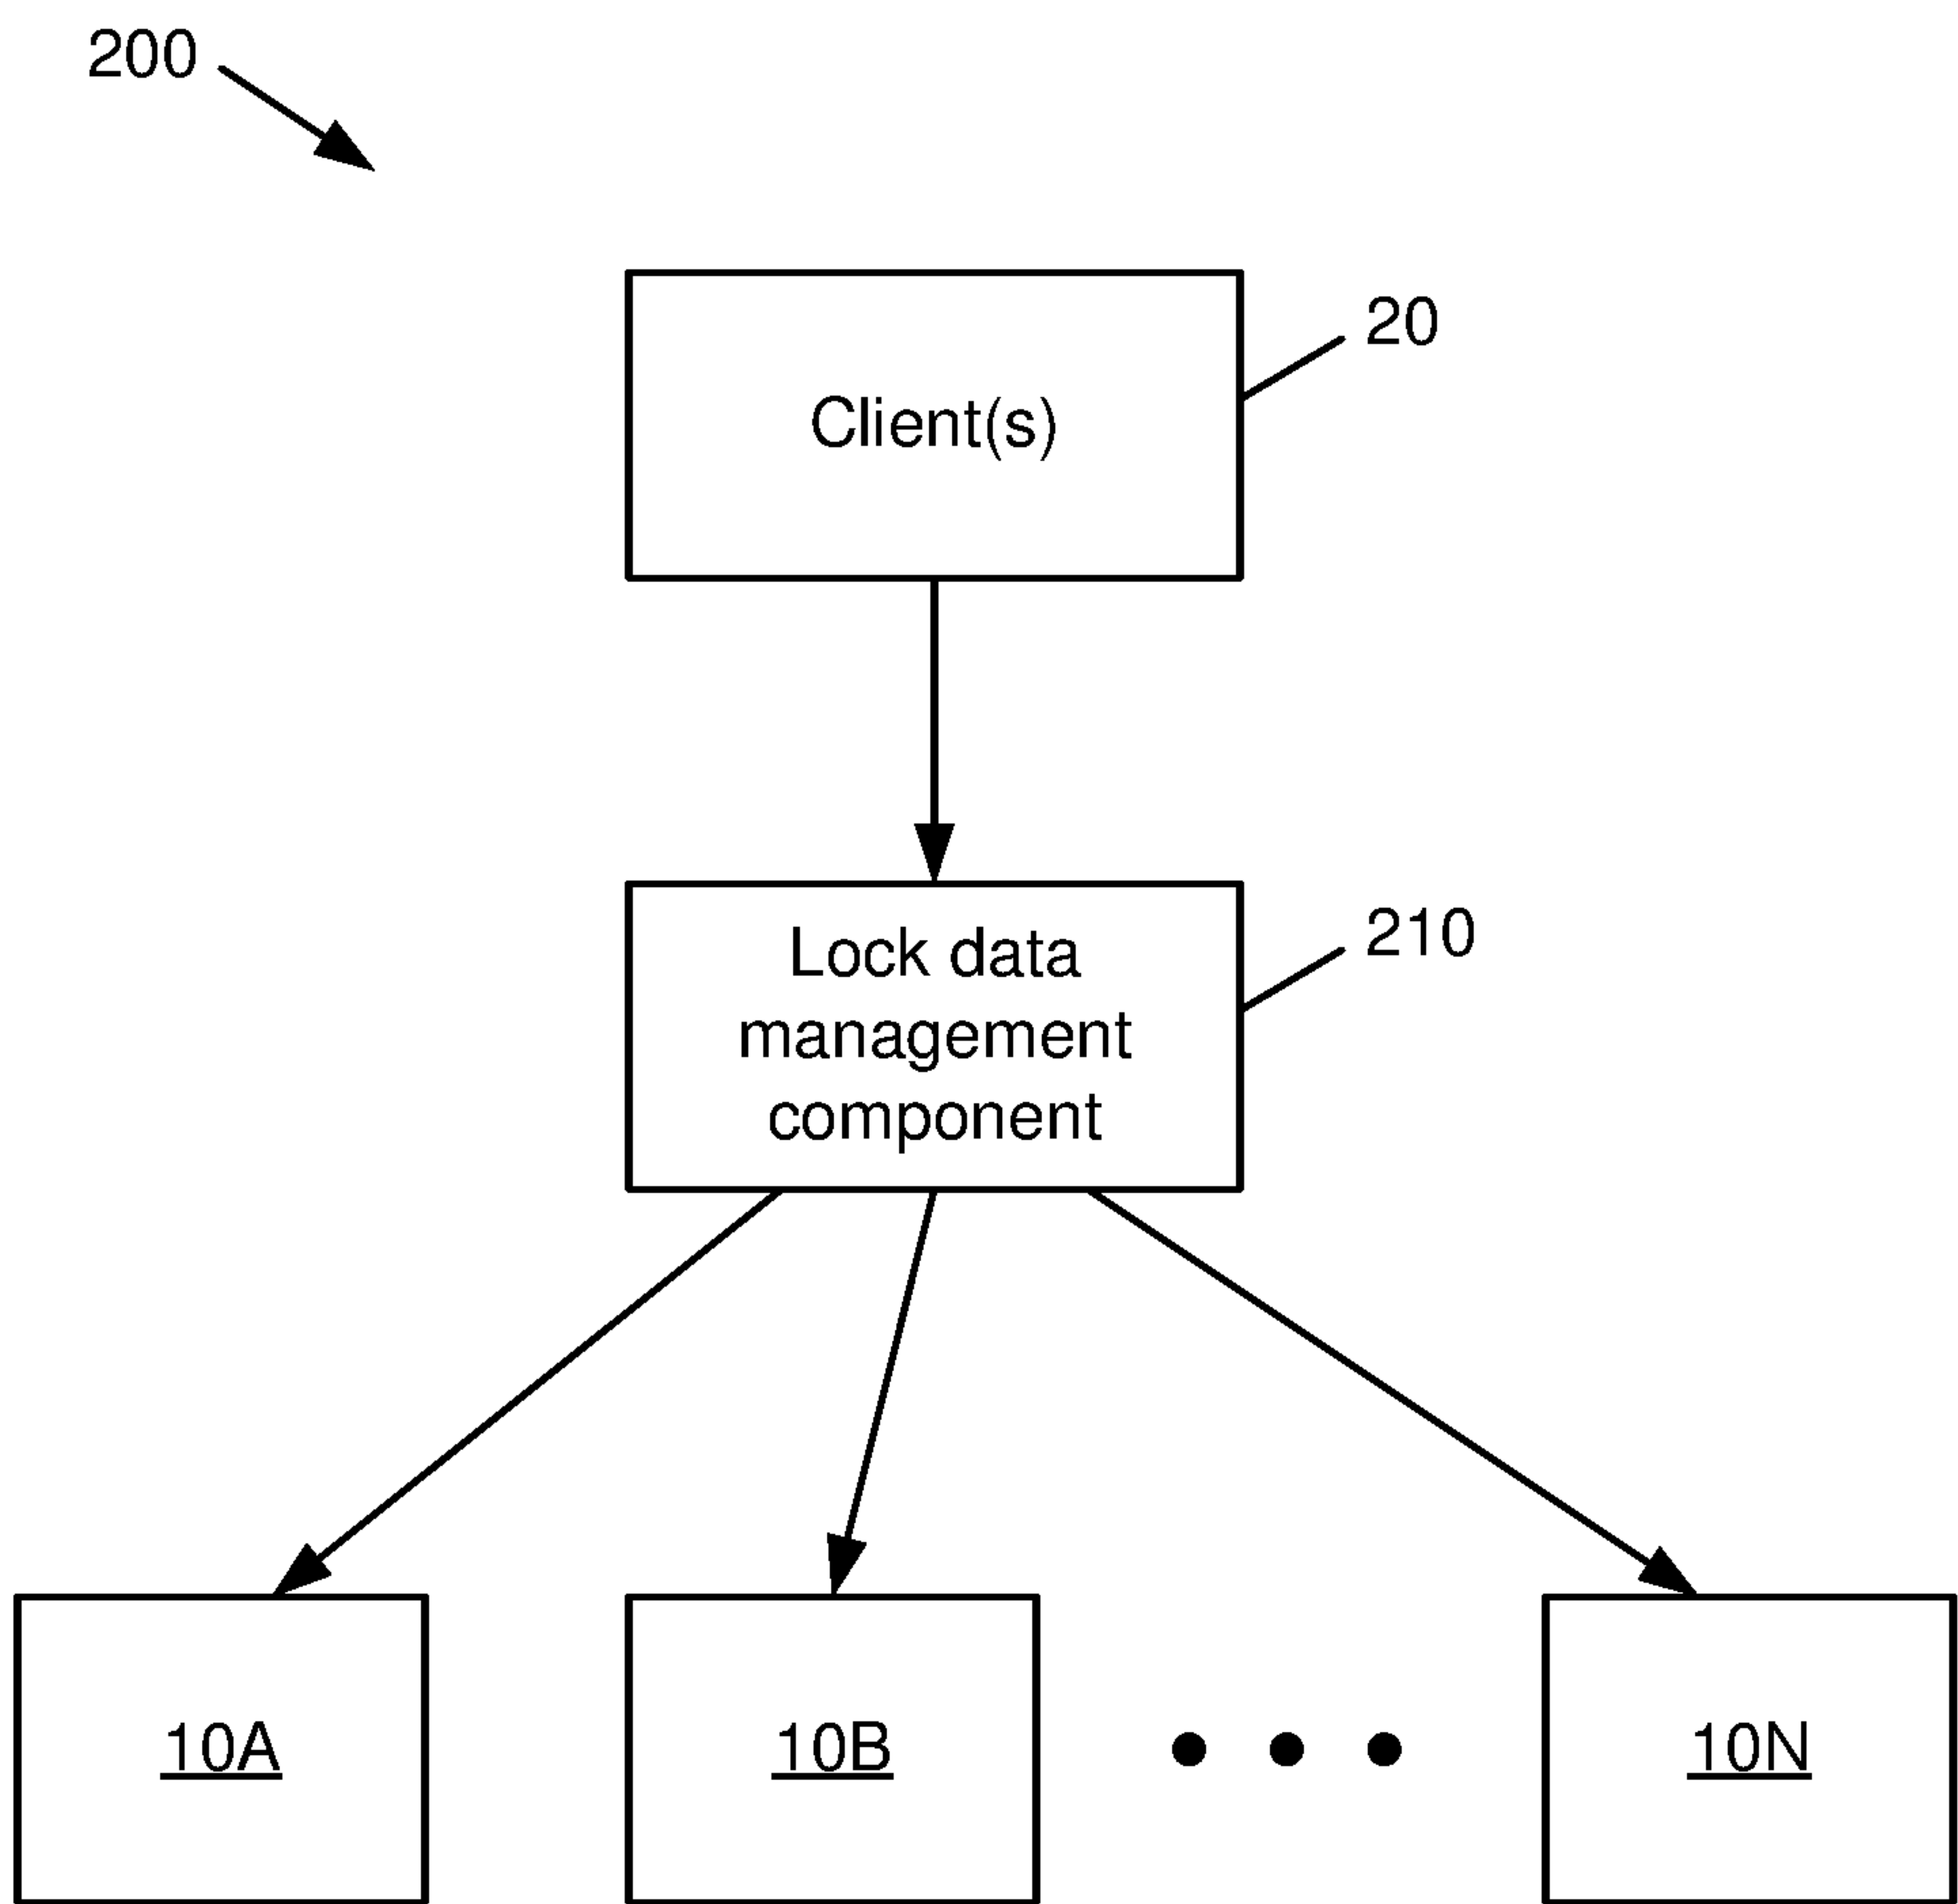 200
20
Client(s)
210
Lock data
management
component
10A
10B
10N